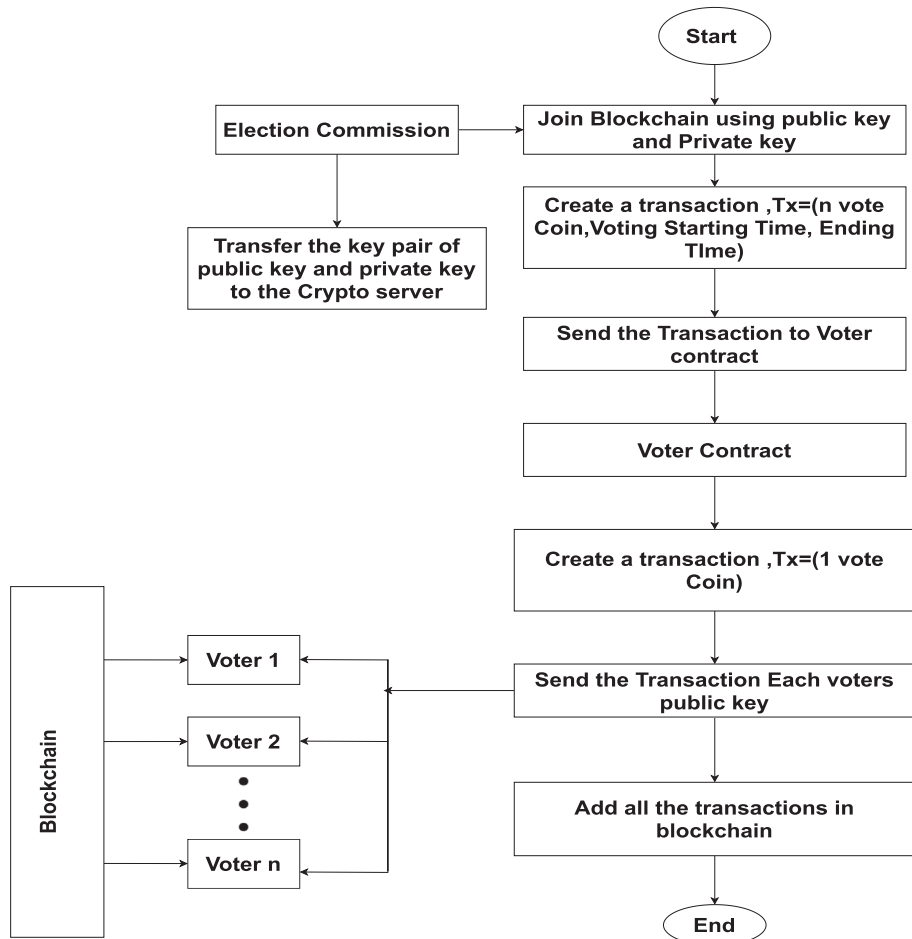 Start
Election Commission
Join Blockchain using public key
and Private key
Create a transaction ,Tx=(n vote
Coin,Voting Starting Time, Ending
TIme)
Transfer the key pair of
public key and private key
to the Crypto server
Send the Transaction to Voter
contract
Voter Contract
Create a transaction ,Tx=(1 vote
Coin)
Blockchain
Voter 1
Voter 2
Voter n
Send the Transaction Each voters
public key
Add all the transactions in
blockchain
End